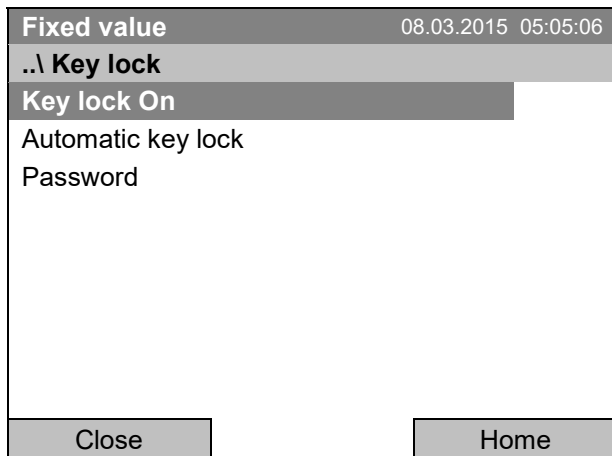 Fixed value 08.03.2015 05:05:06
..\ Key lock
Key lock On
Automatic key lock
Password
Close Home